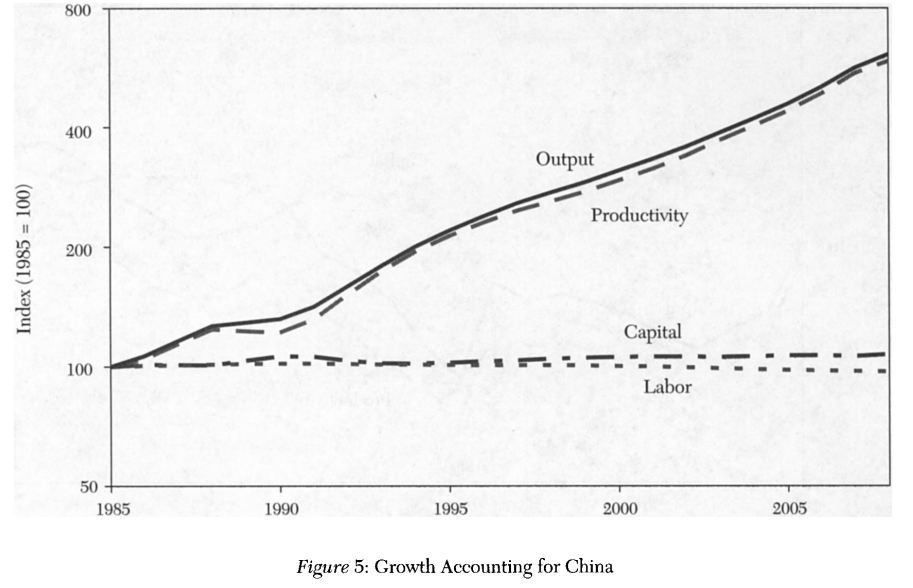 800
400
200
100
50
Index (1985 = 100)
Output
Productivity
Capital
Labor
1985
1990
1995
2000
2005
Figure 5: Growth Accounting for China